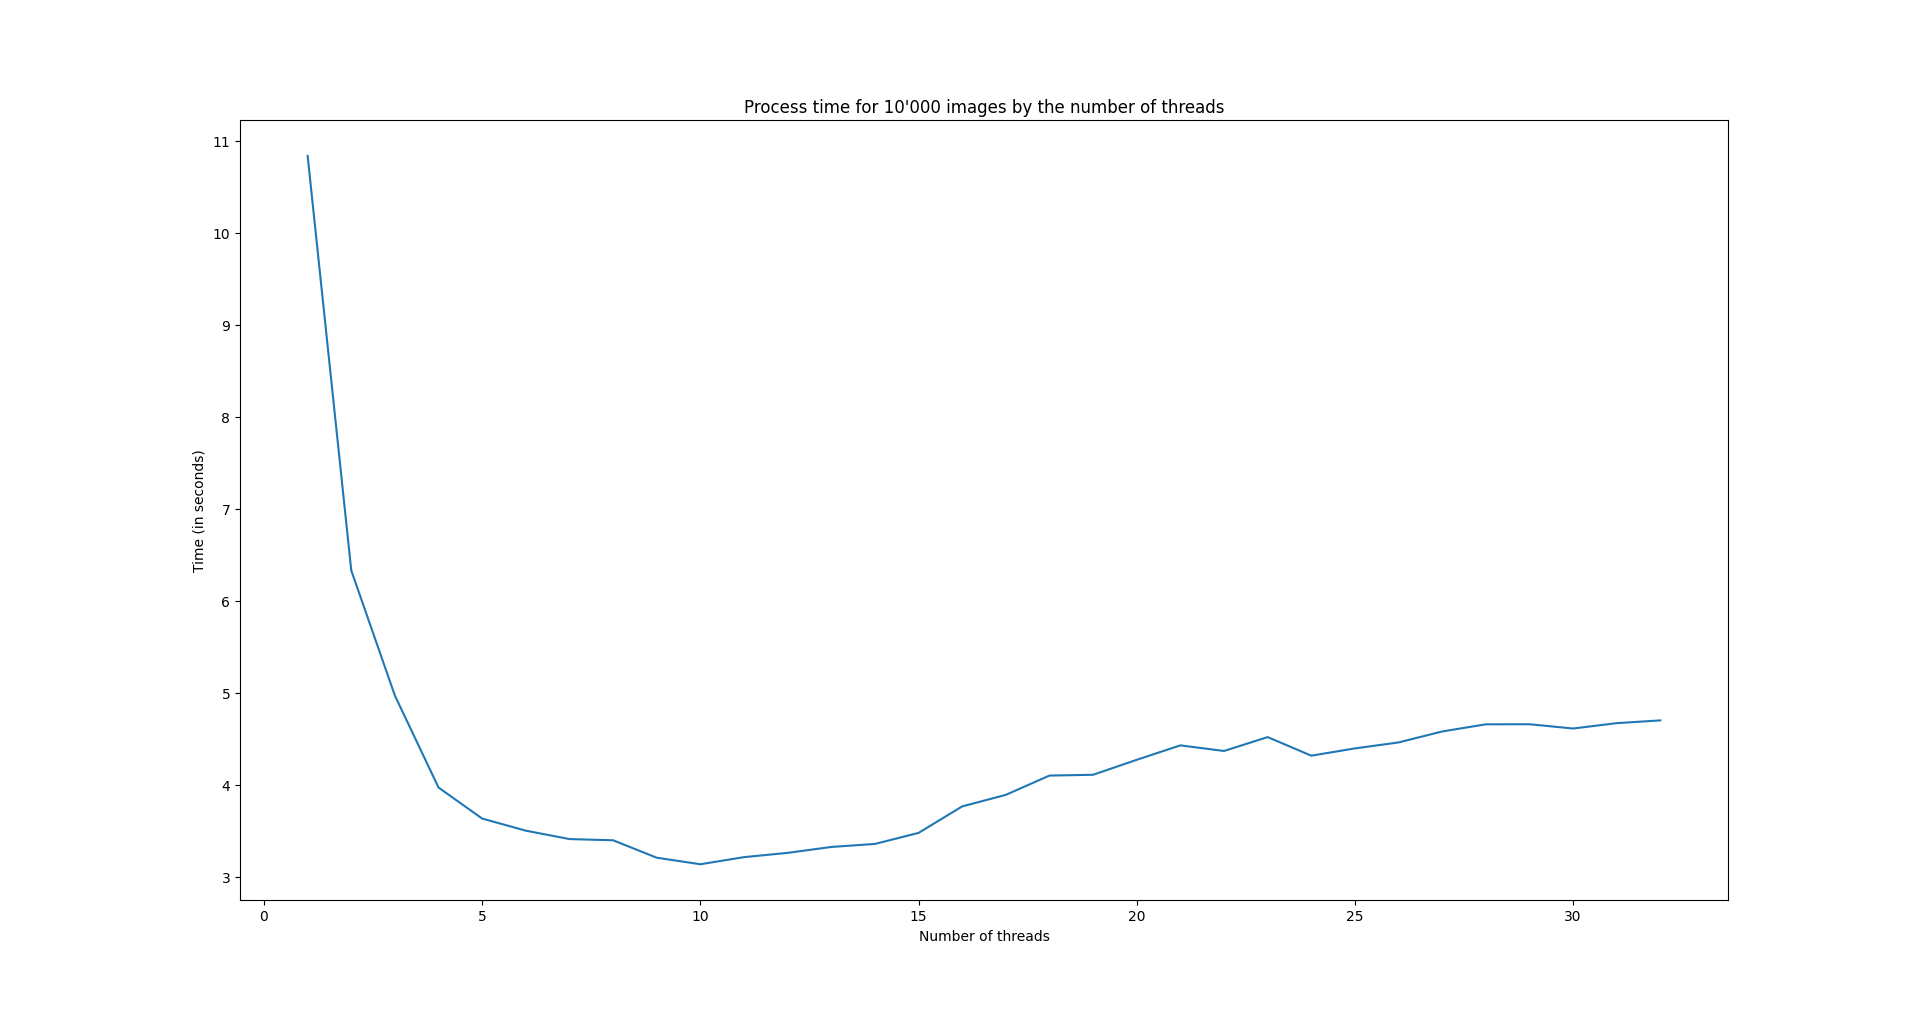 Process time for 10'000 images by the number of threads
11
10
9
8
7
6
5
4
3
Time (in seconds)
0 5 10 15 20 25 30
Number of threads